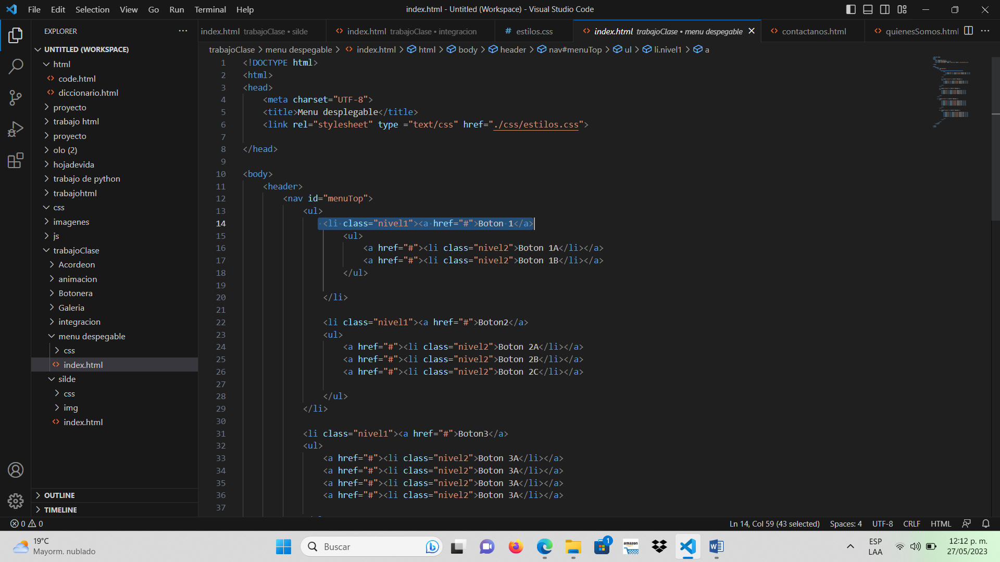 File Edit Selection View Go Run Terminal Help
index.html - Untitled (Workspace) - Visual Studio Code
EXPLORER
index.html trabajoClase • silde
index.html trabajoClase • integracion
# estilos.css
index.html trabajoClase • menu despegable
contactanos.html
quienesSomos.html
UNTITLED (WORKSPACE)
html
code.html
diccionario.html
proyecto
trabajo html
proyecto
olo (2)
hojadevida
trabajo de python
trabajohtml
css
imagenes
js
trabajoClase
Acordeon
animacion
Botonera
Galeria
integracion
menu despegable
css
index.html
silde
css
img
index.html
OUTLINE
TIMELINE
trabajoClase > menu despegable > index.html > html > body > header > nav#menuTop > ul > li.nivel1 > a
1 <!DOCTYPE html>
2 <html>
3 <head>
4 <meta charset="UTF-8">
5 <title>Menu desplegable</title>
6 <link rel="stylesheet" type ="text/css" href="./css/estilos.css">
7
8 </head>
9
10 <body>
11 <header>
12 <nav id="menuTop">
13 <ul>
14 <li class="nivel1"><a href="#">Boton 1</a>
15 <ul>
16 <a href="#"><li class="nivel2">Boton 1A</li></a>
17 <a href="#"><li class="nivel2">Boton 1B</li></a>
18 </ul>
19
20 </li>
21
22 <li class="nivel1"><a href="#">Boton2</a>
23 <ul>
24 <a href="#"><li class="nivel2">Boton 2A</li></a>
25 <a href="#"><li class="nivel2">Boton 2B</li></a>
26 <a href="#"><li class="nivel2">Boton 2C</li></a>
27
28 </ul>
29 </li>
30
31 <li class="nivel1"><a href="#">Boton3</a>
32 <ul>
33 <a href="#"><li class="nivel2">Boton 3A</li></a>
34 <a href="#"><li class="nivel2">Boton 3A</li></a>
35 <a href="#"><li class="nivel2">Boton 3A</li></a>
36 <a href="#"><li class="nivel2">Boton 3A</li></a>
37
0 0
Ln 14, Col 59 (43 selected) Spaces: 4 UTF-8 CRLF HTML
19°C
Mayorm. nublado
Buscar
1
amazon
ESP
LAA
12:12 p. m.
27/05/2023